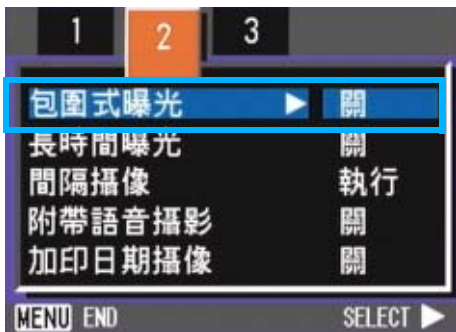 1 2 3
包圍式曝光 ▶ 關
長時間曝光 關
間隔攝像 執行
附帶語音攝影 關
加印日期攝像 關
MENU END SELECT ▶